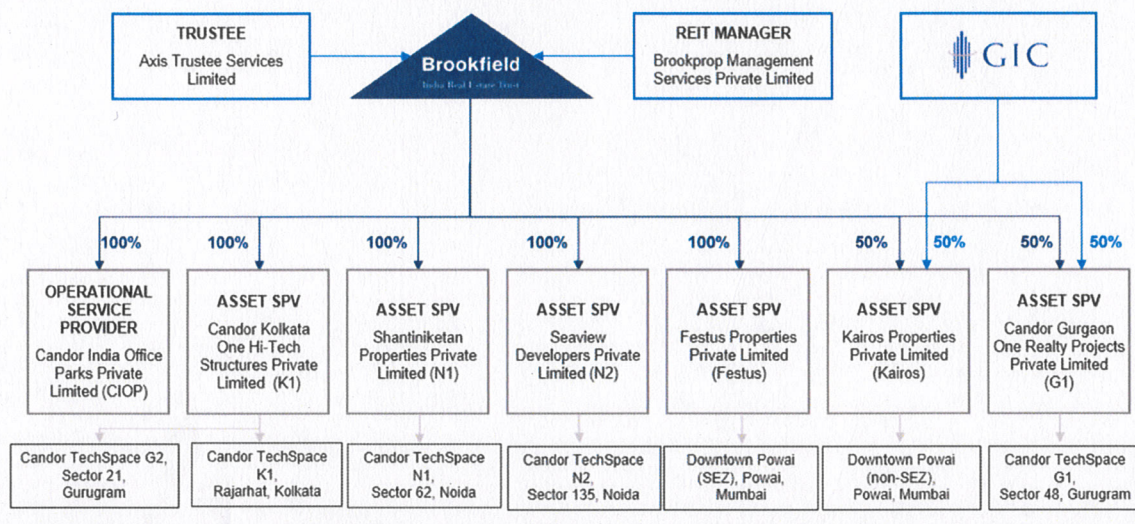 TRUSTEE
Axis Trustee Services
Limited
Brookfield
India Real Estate Trust
REIT MANAGER
Brookprop Management
Services Private Limited
GIC
100%
100%
100%
100%
100%
50%
50%
50%
50%
OPERATIONAL
SERVICE
PROVIDER
Candor India Office
Parks Private
Limited (CIOP)
ASSET SPV
Candor Kolkata
One Hi-Tech
Structures Private
Limited (K1)
ASSET SPV
Shantiniketan
Properties Private
Limited (N1)
ASSET SPV
Seaview
Developers Private
Limited (N2)
ASSET SPV
Festus Properties
Private Limited
(Festus)
ASSET SPV
Kairos Properties
Private Limited
(Kairos)
ASSET SPV
Candor Gurgaon
One Realty Projects
Private Limited
(G1)
Candor TechSpace G2,
Sector 21,
Gurugram
Candor TechSpace
K1,
Rajarhat, Kolkata
Candor TechSpace
N1,
Sector 62, Noida
Candor TechSpace
N2,
Sector 135, Noida
Downtown Powai
(SEZ), Powai,
Mumbai
Downtown Powai
(non-SEZ),
Powai, Mumbai
Candor TechSpace
G1,
Sector 48, Gurugram